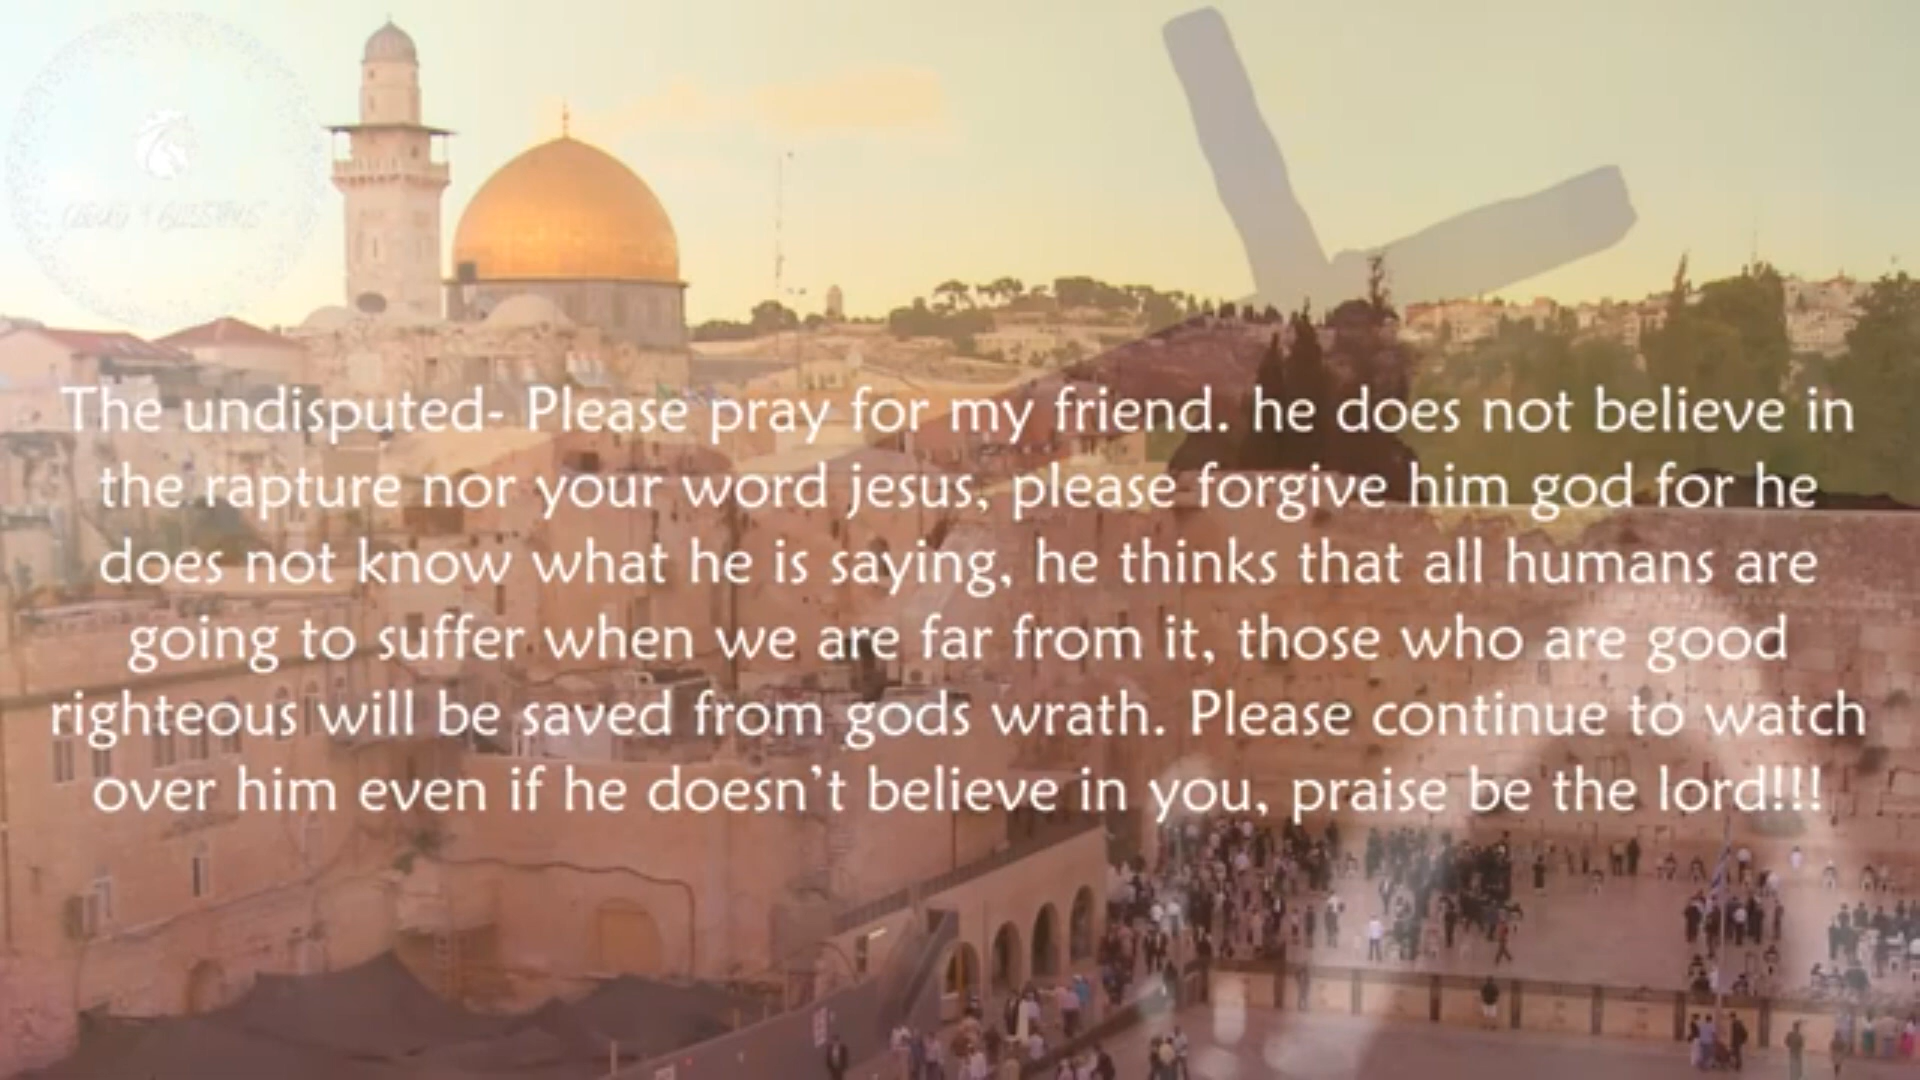 The undisputed- Please pray for my friend. he does not believe in
the rapture nor your word jesus, please forgive him god for he
does not know what he is saying, he thinks that all humans are
going to suffer when we are far from it, those who are good
righteous will be saved from gods wrath. Please continue to watch
over him even if he doesn't believe in you, praise be the lord!!!